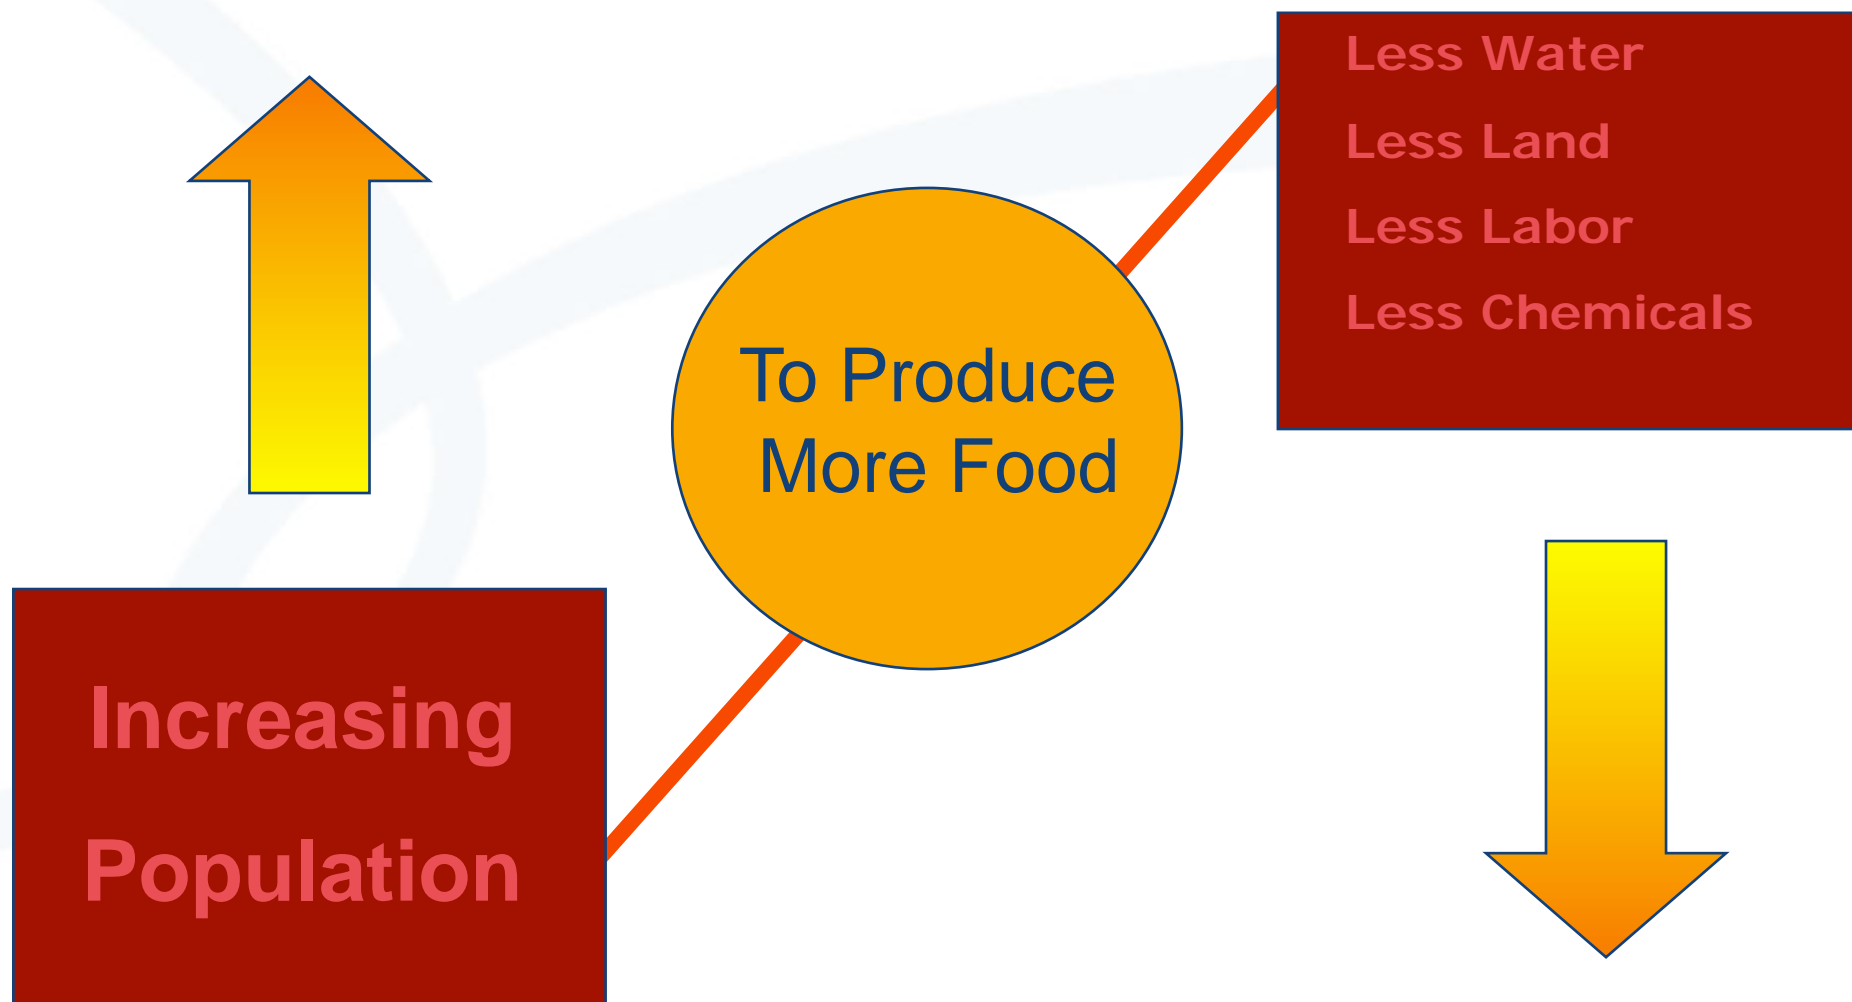 Less Water
Less Land
Less Labor
Less Chemicals
To Produce
More Food
Increasing
Population